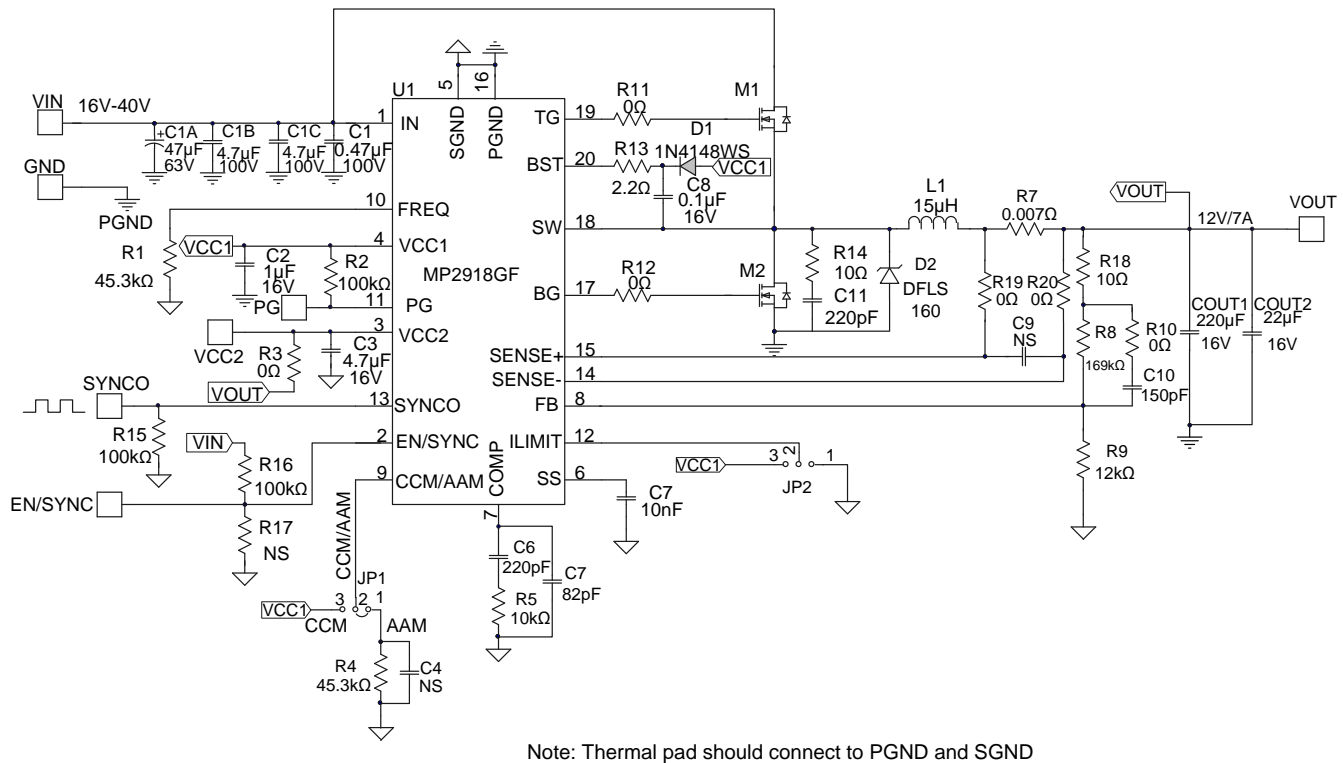 U1
5
16
SGND
PGND
VIN
16V-40V
1
IN
C1A
47µF
63V
C1B
4.7µF
100V
C1C
4.7µF
100V
C1
0.47µF
100V
GND
PGND
10
FREQ
R1
45.3kΩ
VCC1
4
VCC1
C2
1µF
16V
R2
100kΩ
MP2918GF
PG
11
PG
VCC2
3
VCC2
R3
0Ω
C3
4.7µF
16V
VOUT
SYNCO
13
SYNCO
R15
100kΩ
VIN
2
EN/SYNC
R16
100kΩ
9
CCM/AAM
EN/SYNC
R17
NS
CCM/AAM
JP1
VCC1
3
2
1
CCM
AAM
R4
45.3kΩ
C4
NS
COMP
7
C6
220pF
R5
10kΩ
C7
82pF
TG
19
R11
0Ω
M1
BST
20
R13
2.2Ω
D1
1N4148WS
VCC1
C8
0.1µF
16V
SW
18
BG
17
R12
0Ω
M2
R14
10Ω
C11
220pF
D2
DFLS
160
L1
15µH
R7
0.007Ω
R19
0Ω
R20
0Ω
C9
NS
SENSE+
15
SENSE-
14
FB
8
ILIMIT
12
VCC1
3
2
1
JP2
SS
6
C7
10nF
VOUT
12V/7A
VOUT
R18
10Ω
R8
169kΩ
R10
0Ω
C10
150pF
R9
12kΩ
COUT1
220µF
16V
COUT2
22µF
16V
Note: Thermal pad should connect to PGND and SGND